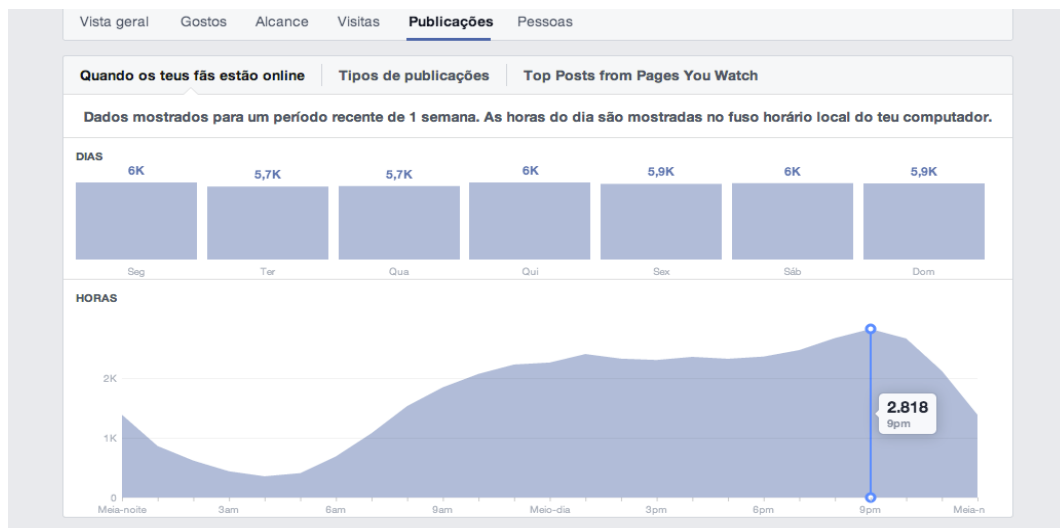 Vista geral Gostos Alcance Visitas Publicações Pessoas
Quando os teus fãs estão online Tipos de publicações Top Posts from Pages You Watch
Dados mostrados para um período recente de 1 semana. As horas do dia são mostradas no fuso horário local do teu computador.
DIAS
6K 5,7K 5,7K 6K 5,9K 6K 5,9K
Seg Ter Qua Qui Sex Sáb Dom
HORAS
2K
2.818
9pm
1K
0
Meia-noite 3am 6am 9am Meio-dia 3pm 6pm 9pm Meia-n